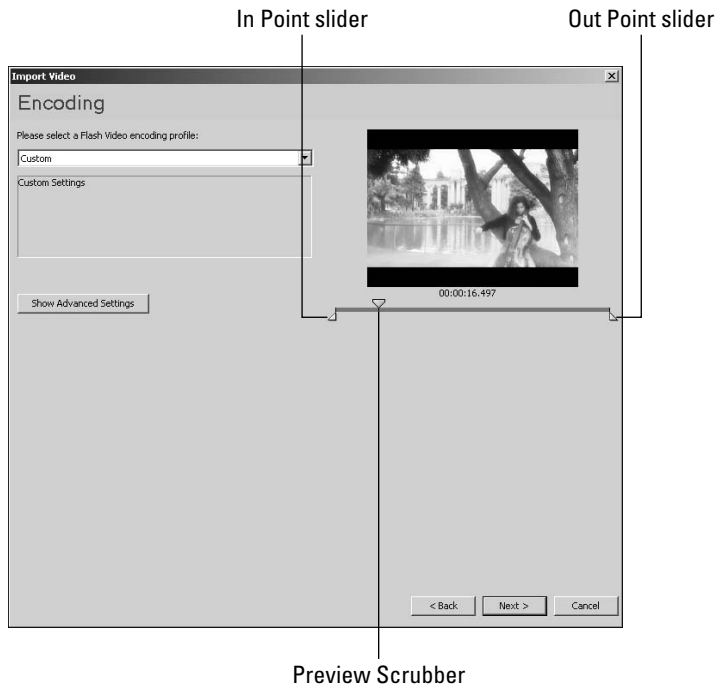 In Point slider
Out Point slider
Import Video
Encoding
Please select a Flash Video encoding profile:
Custom
Custom Settings
00:00:16.497
Show Advanced Settings
< Back
Next >
Cancel
Preview Scrubber